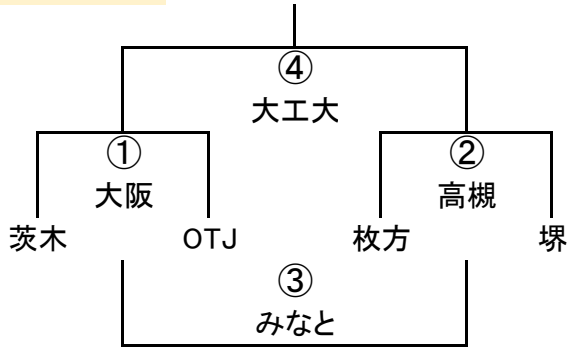 ④
大工大
①
②
大阪
高槻
茨木
OTJ
枚方
堺
③
みなと